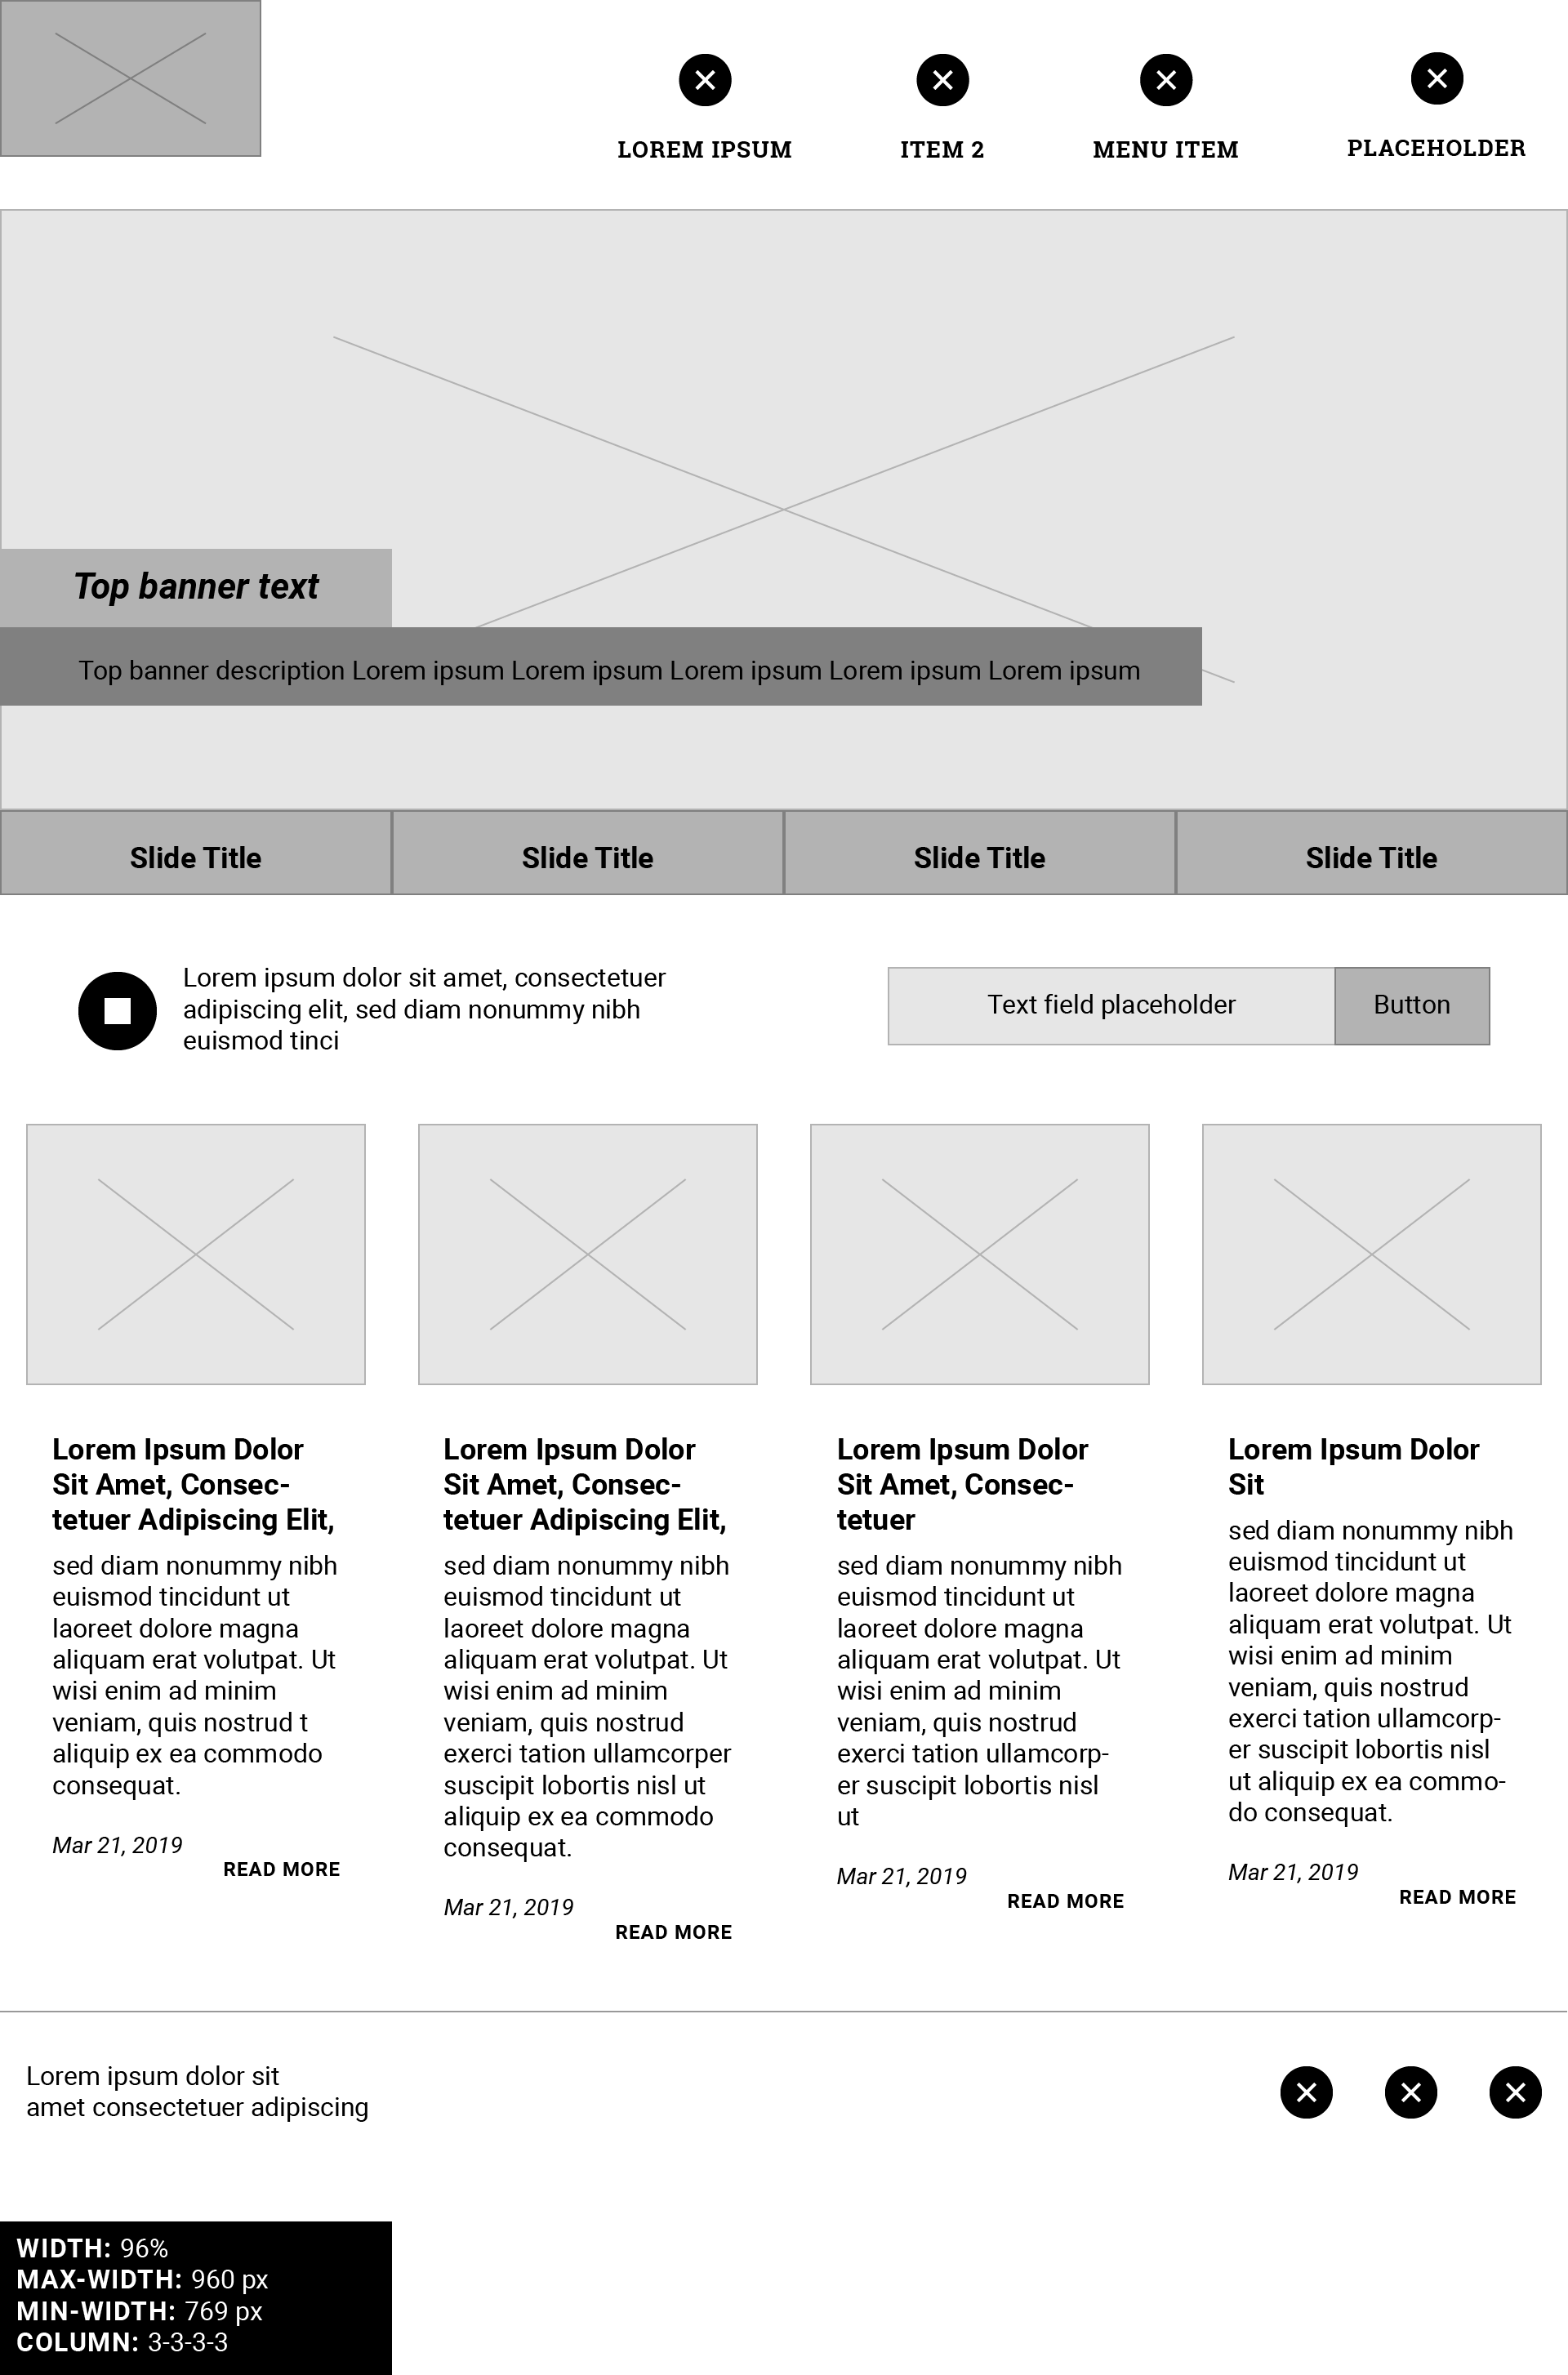 LOREM IPSUM
ITEM 2
MENU ITEM
PLACEHOLDER
Top banner text
Top banner description Lorem ipsum Lorem ipsum Lorem ipsum Lorem ipsum Lorem ipsum
Slide Title
Slide Title
Slide Title
Slide Title
Lorem ipsum dolor sit amet, consectetuer
adipiscing elit, sed diam nonummy nibh
euismod tinci
Text field placeholder
Button
Lorem Ipsum Dolor
Sit Amet, Consec-
tetuer Adipiscing Elit,
sed diam nonummy nibh
euismod tincidunt ut
laoreet dolore magna
aliquam erat volutpat. Ut
wisi enim ad minim
veniam, quis nostrud t
aliquip ex ea commodo
consequat.
Mar 21, 2019
READ MORE
Lorem Ipsum Dolor
Sit Amet, Consec-
tetuer Adipiscing Elit,
sed diam nonummy nibh
euismod tincidunt ut
laoreet dolore magna
aliquam erat volutpat. Ut
wisi enim ad minim
veniam, quis nostrud
exerci tation ullamcorper
suscipit lobortis nisl ut
aliquip ex ea commodo
consequat.
Mar 21, 2019
READ MORE
Lorem Ipsum Dolor
Sit Amet, Consec-
tetuer
sed diam nonummy nibh
euismod tincidunt ut
laoreet dolore magna
aliquam erat volutpat. Ut
wisi enim ad minim
veniam, quis nostrud
exerci tation ullamcorp-
er suscipit lobortis nisl
ut
Mar 21, 2019
READ MORE
Lorem Ipsum Dolor
Sit
sed diam nonummy nibh
euismod tincidunt ut
laoreet dolore magna
aliquam erat volutpat. Ut
wisi enim ad minim
veniam, quis nostrud
exerci tation ullamcorp-
er suscipit lobortis nisl
ut aliquip ex ea commo-
do consequat.
Mar 21, 2019
READ MORE
Lorem ipsum dolor sit
amet consectetuer adipiscing
WIDTH: 96%
MAX-WIDTH: 960 px
MIN-WIDTH: 769 px
COLUMN: 3-3-3-3